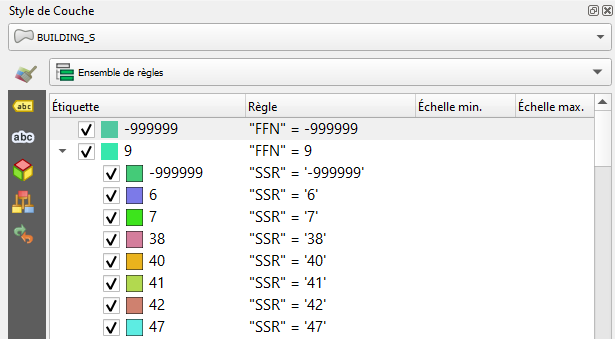 Style de Couche
BUILDING_S
Ensemble de règles
abc
abc
Étiquette Règle Échelle min. Échelle max.
-999999 "FFN" = -999999
9 "FFN" = 9
-999999 "SSR" = '-999999'
6 "SSR" = '6'
7 "SSR" = '7'
38 "SSR" = '38'
40 "SSR" = '40'
41 "SSR" = '41'
42 "SSR" = '42'
47 "SSR" = '47'